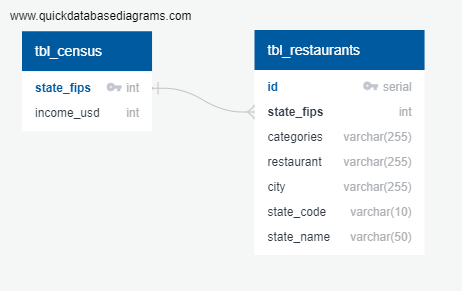 www.quickdatabasediagrams.com
tbl_census
state_fips int
income_usd int
tbl_restaurants
id serial
state_fips int
categories varchar(255)
restaurant varchar(255)
city varchar(255)
state_code varchar(10)
state_name varchar(50)